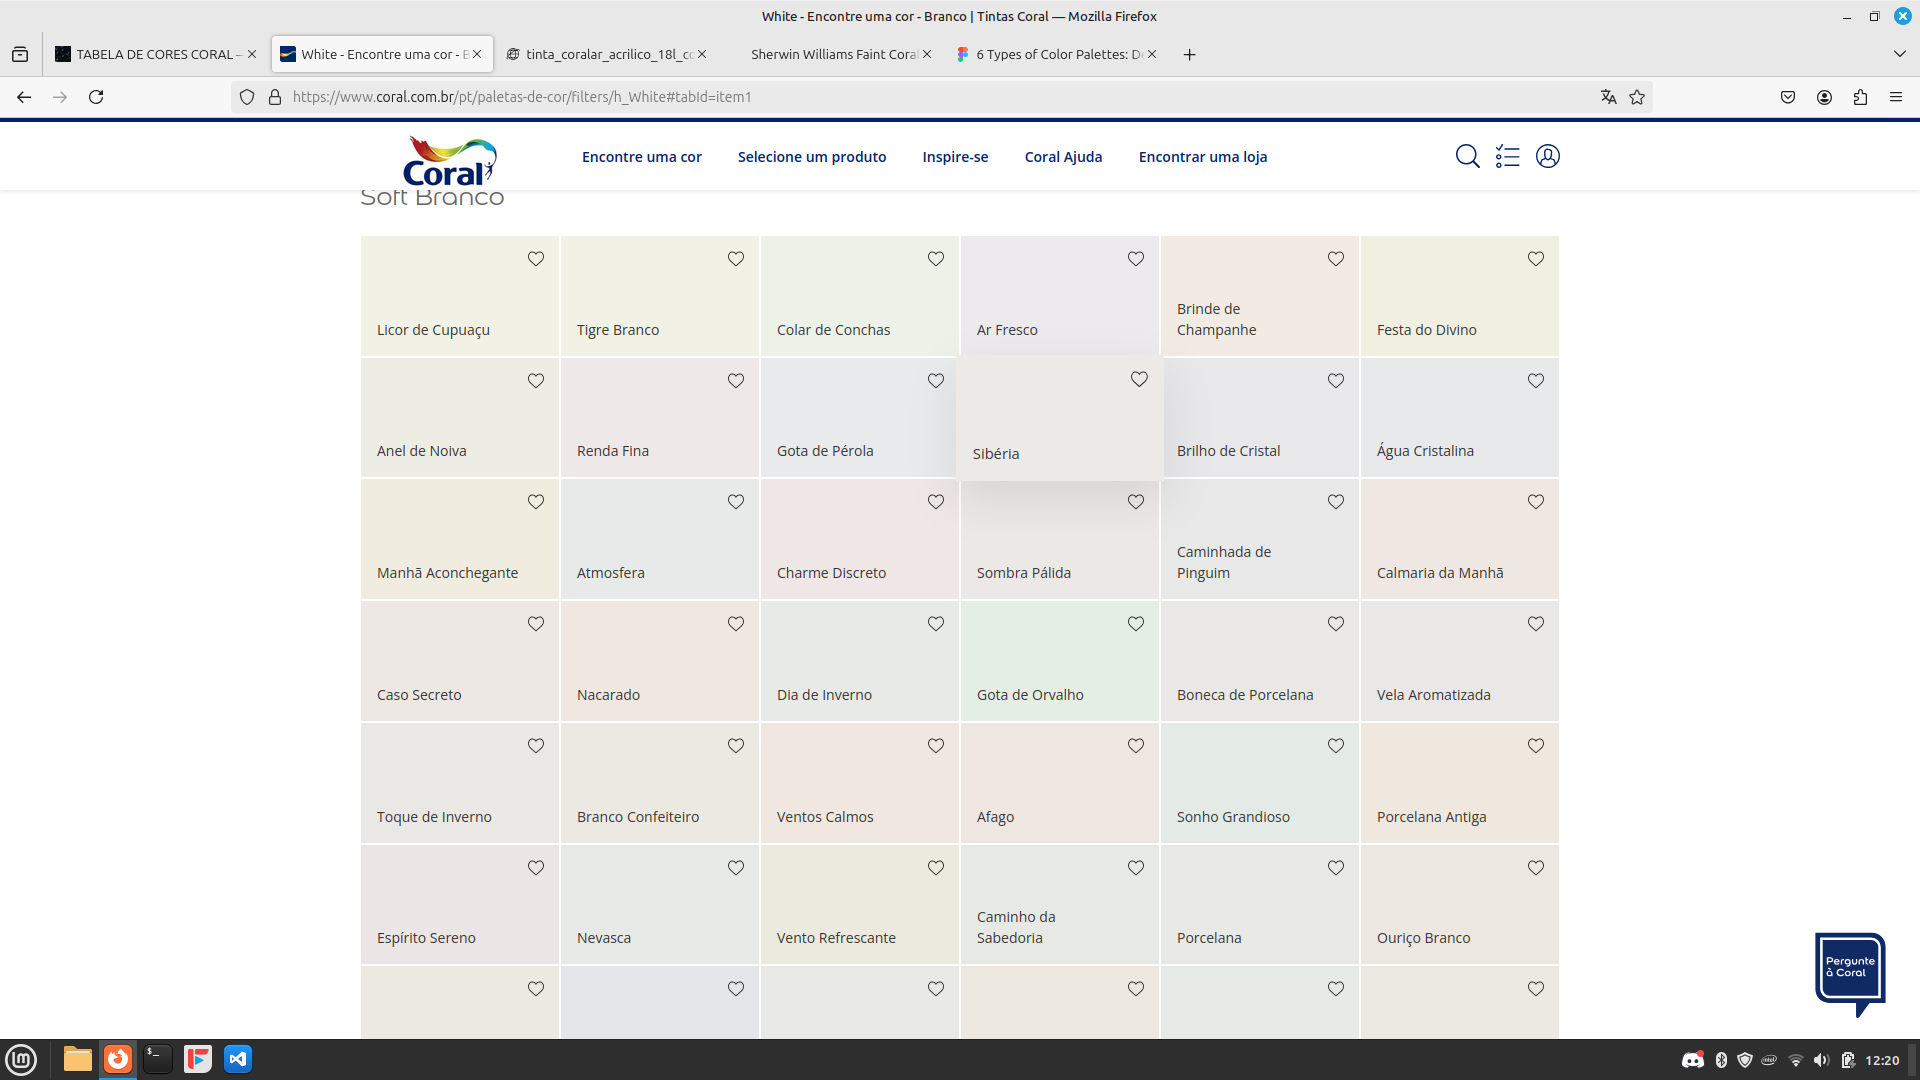 White - Encontre uma cor - Branco | Tintas Coral — Mozilla Firefox
TABELA DE CORES CORAL –
White - Encontre uma cor - B
tinta_coralar_acrilico_18l_cc
Sherwin Williams Faint Coral
6 Types of Color Palettes: De
https://www.coral.com.br/pt/paletas-de-cor/filters/h_White#tabId=item1
Coral
Encontre uma cor
Selecione um produto
Inspire-se
Coral Ajuda
Encontrar uma loja
Soft Branco
Licor de Cupuaçu
Tigre Branco
Colar de Conchas
Ar Fresco
Brinde de
Champanhe
Festa do Divino
Anel de Noiva
Renda Fina
Gota de Pérola
Sibéria
Brilho de Cristal
Água Cristalina
Manhã Aconchegante
Atmosfera
Charme Discreto
Sombra Pálida
Caminhada de
Pinguim
Calmaria da Manhã
Caso Secreto
Nacarado
Dia de Inverno
Gota de Orvalho
Boneca de Porcelana
Vela Aromatizada
Toque de Inverno
Branco Confeiteiro
Ventos Calmos
Afago
Sonho Grandioso
Porcelana Antiga
Espírito Sereno
Nevasca
Vento Refrescante
Caminho da
Sabedoria
Porcelana
Ouriço Branco
Pergunte
à Coral
12:20